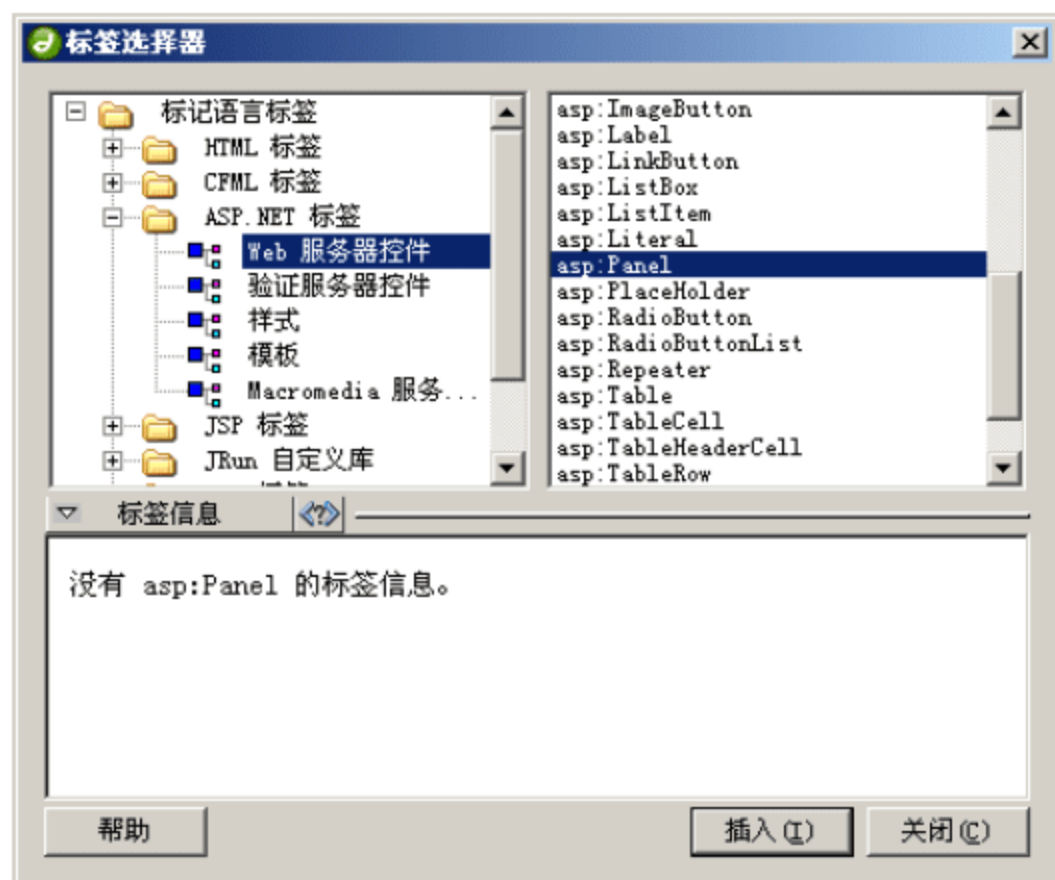 标签选择器
标记语言标签
HTML 标签
CFML 标签
ASP.NET 标签
Web 服务器控件
验证服务器控件
样式
模板
Macromedia 服务...
JSP 标签
JRun 自定义库
asp:ImageButton
asp:Label
asp:LinkButton
asp:ListBox
asp:ListItem
asp:Literal
asp:Panel
asp:PlaceHolder
asp:RadioButton
asp:RadioButtonList
asp:Repeater
asp:Table
asp:TableCell
asp:TableHeaderCell
asp:TableRow
标签信息
没有 asp:Panel 的标签信息。
帮助
插入(I)
关闭(C)